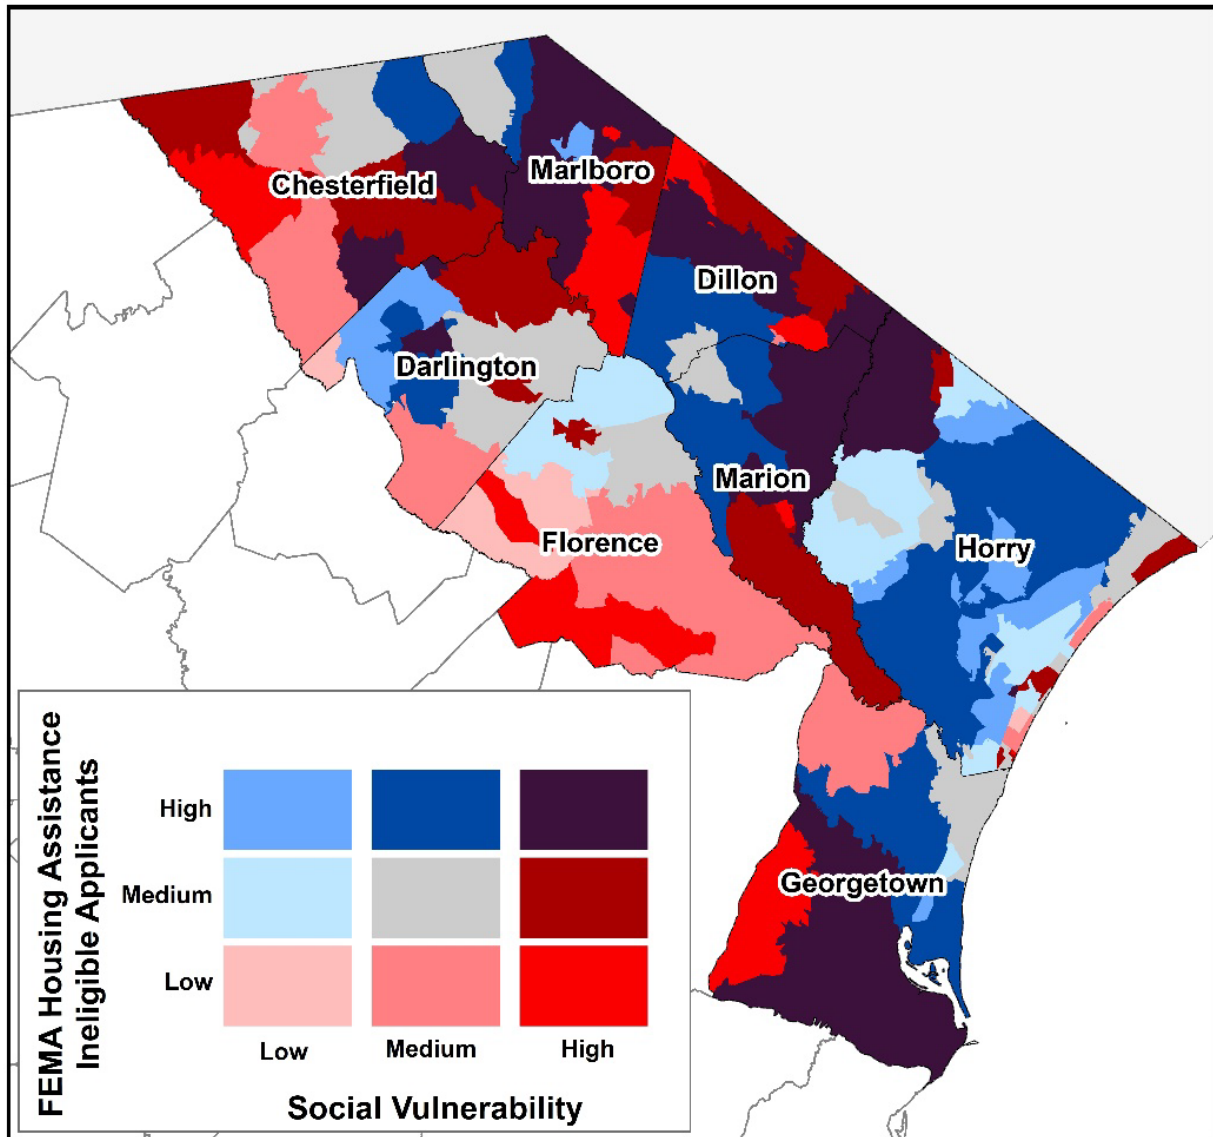 Marlboro
Chesterfield
Dillon
Darlington
Marion
Florence
Horry
Georgetown
FEMA Housing Assistance
Ineligible Applicants
High
Medium
Low
Low
Medium
High
Social Vulnerability